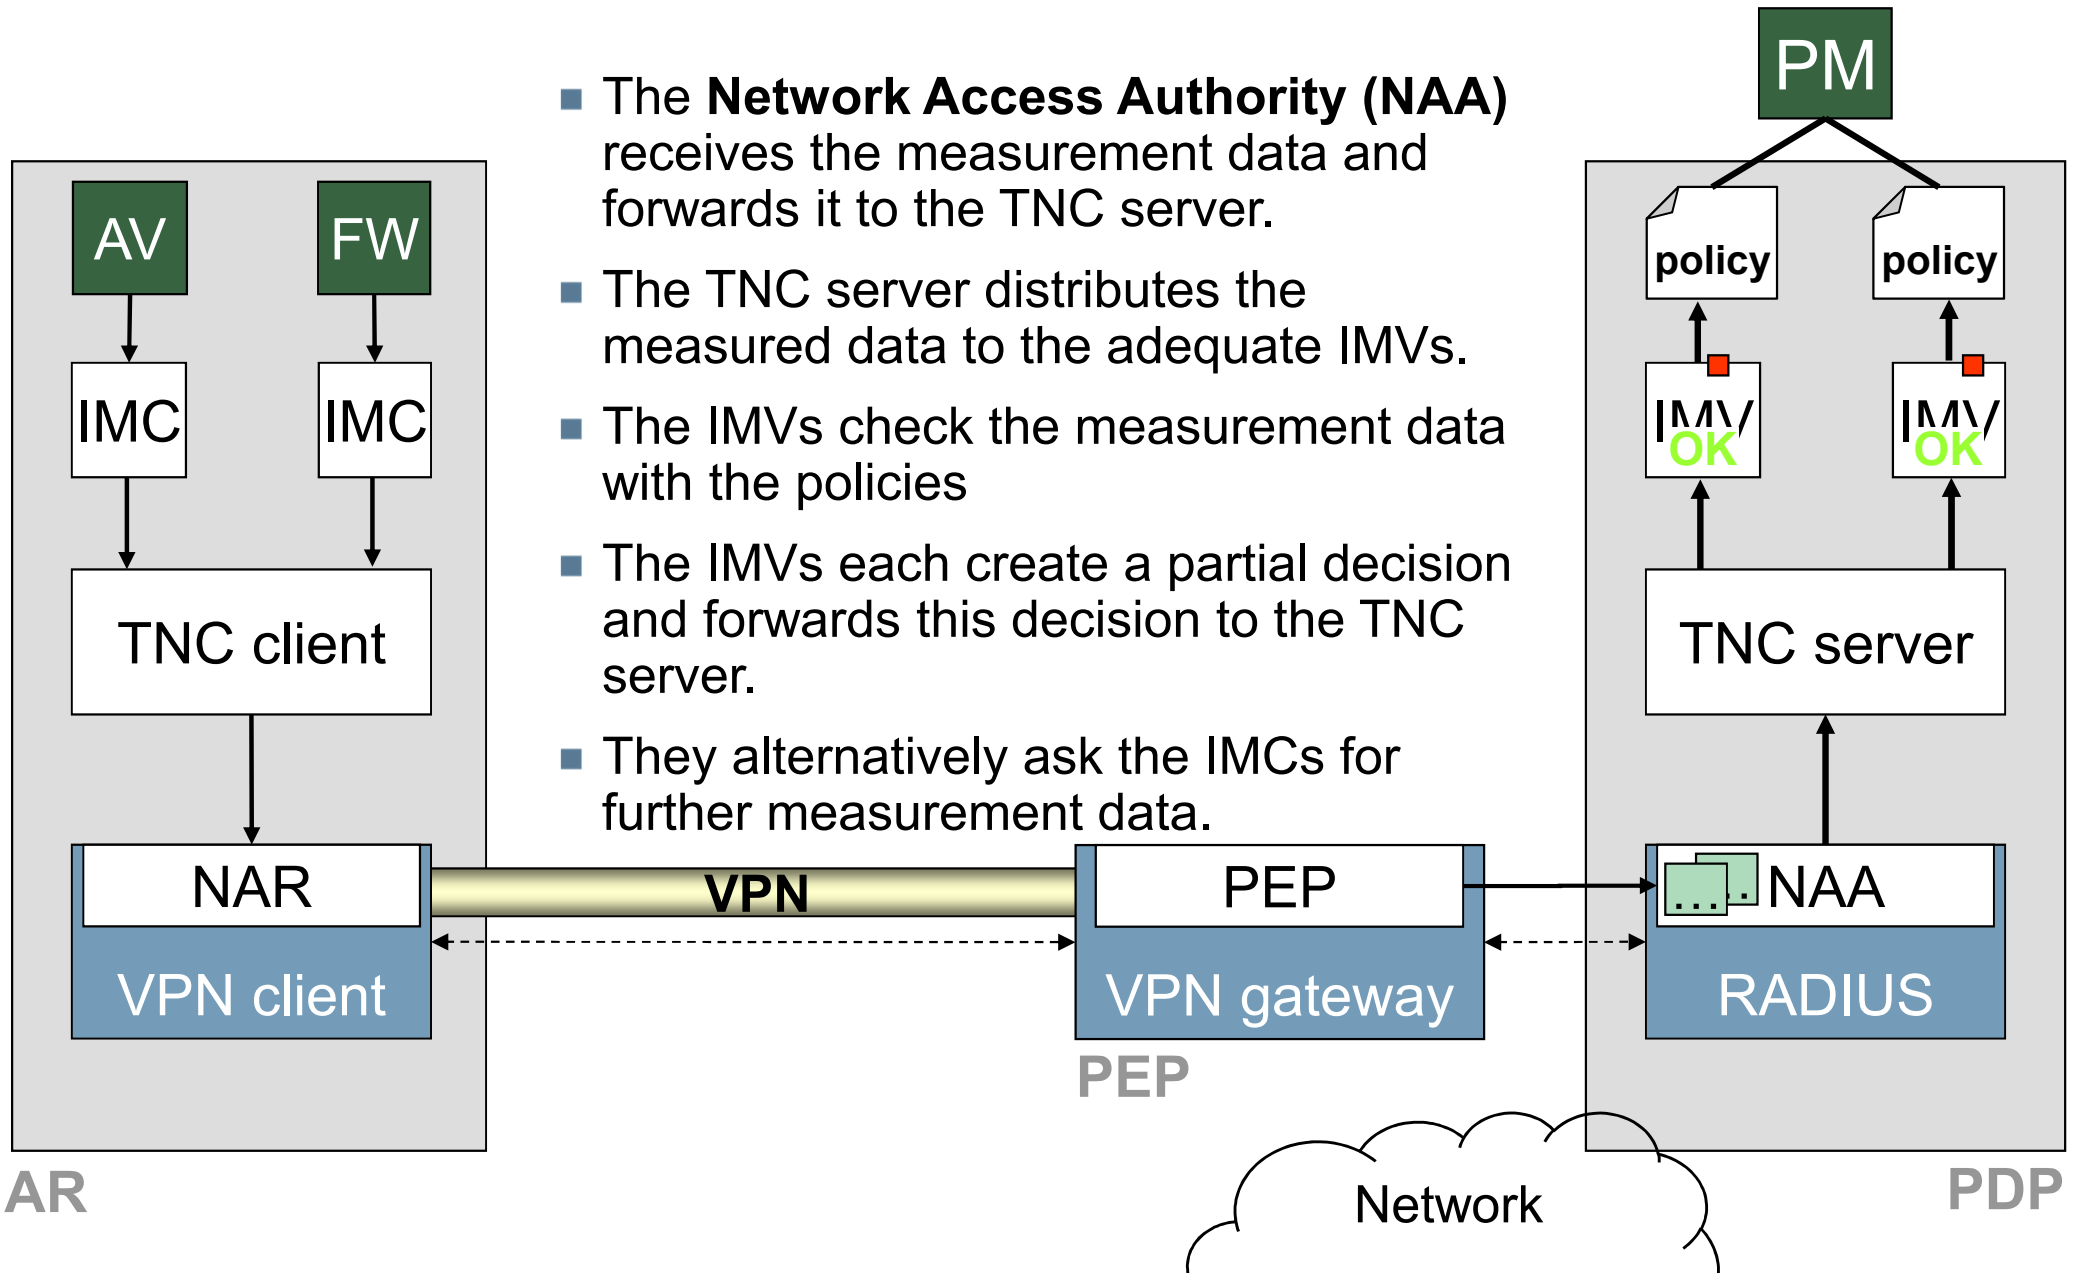 PM
The Network Access Authority (NAA)
receives the measurement data and
forwards it to the TNC server.
The TNC server distributes the
measured data to the adequate IMVs.
The IMVs check the measurement data
with the policies
The IMVs each create a partial decision
and forwards this decision to the TNC
server.
They alternatively ask the IMCs for
further measurement data.
AV
FW
IMC
IMC
TNC client
NAR
VPN client
AR
VPN
PEP
VPN gateway
PEP
Network
policy
policy
IMV
OK
IMV
OK
TNC server
... ...
NAA
RADIUS
PDP